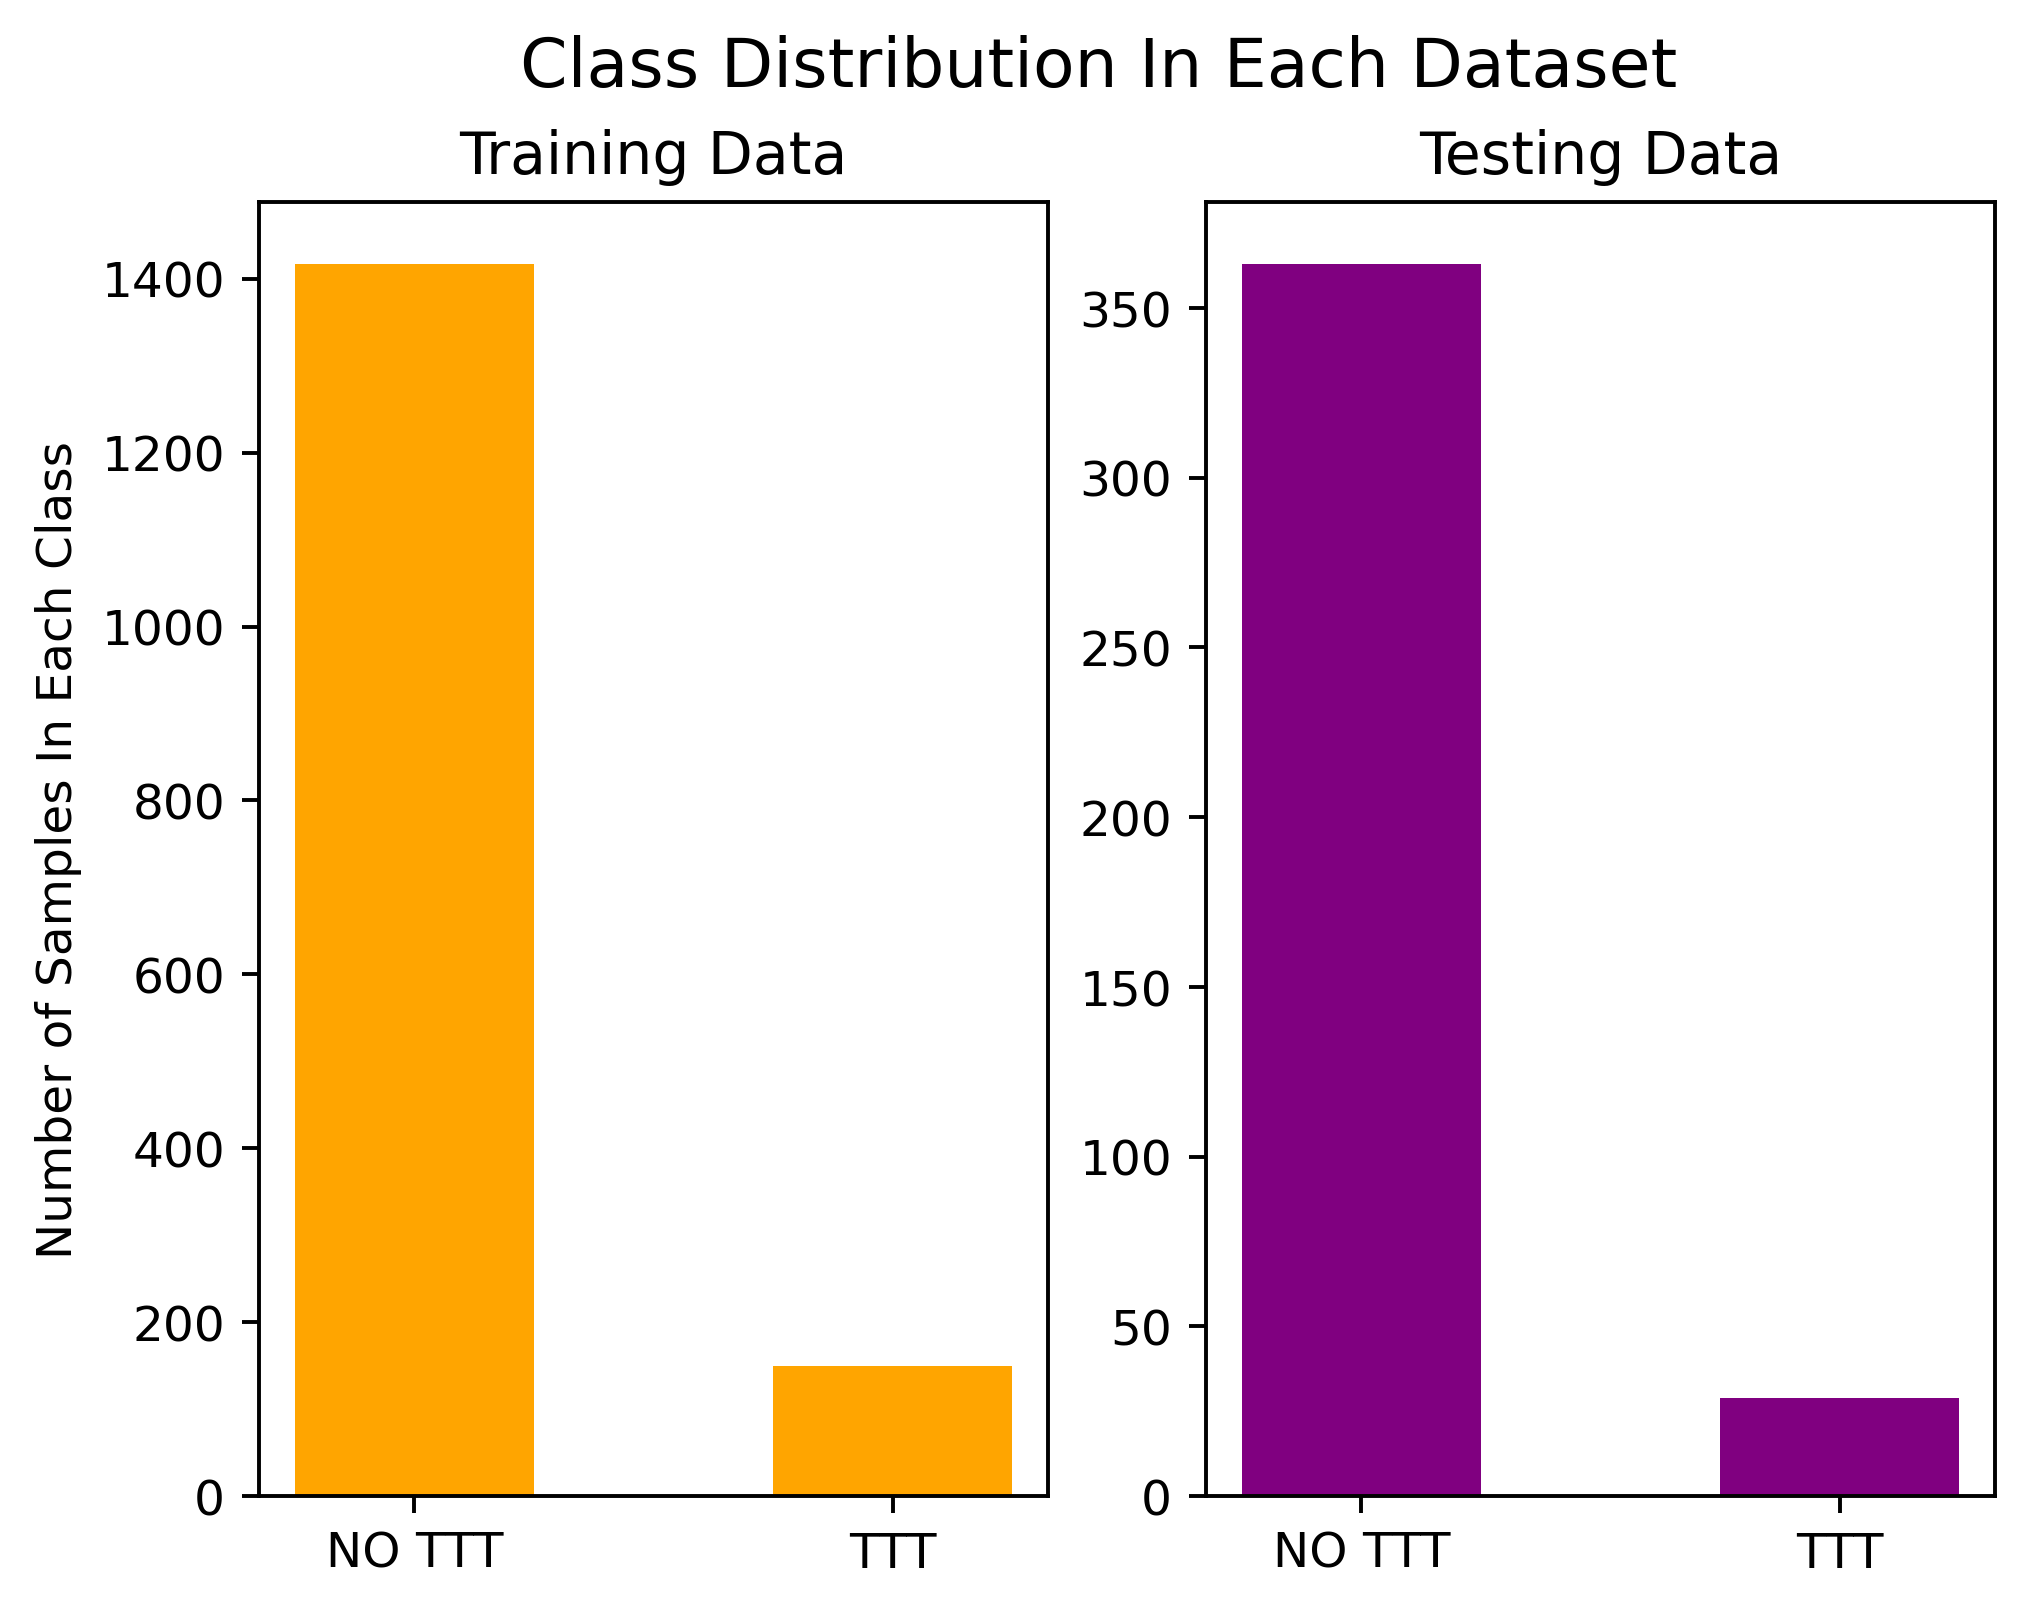 Class Distribution In Each Dataset
Training Data
Number of Samples In Each Class
1400
1200
1000
800
600
400
200
0
NO TTT
TTT
Testing Data
350
300
250
200
150
100
50
0
NO TTT
TTT